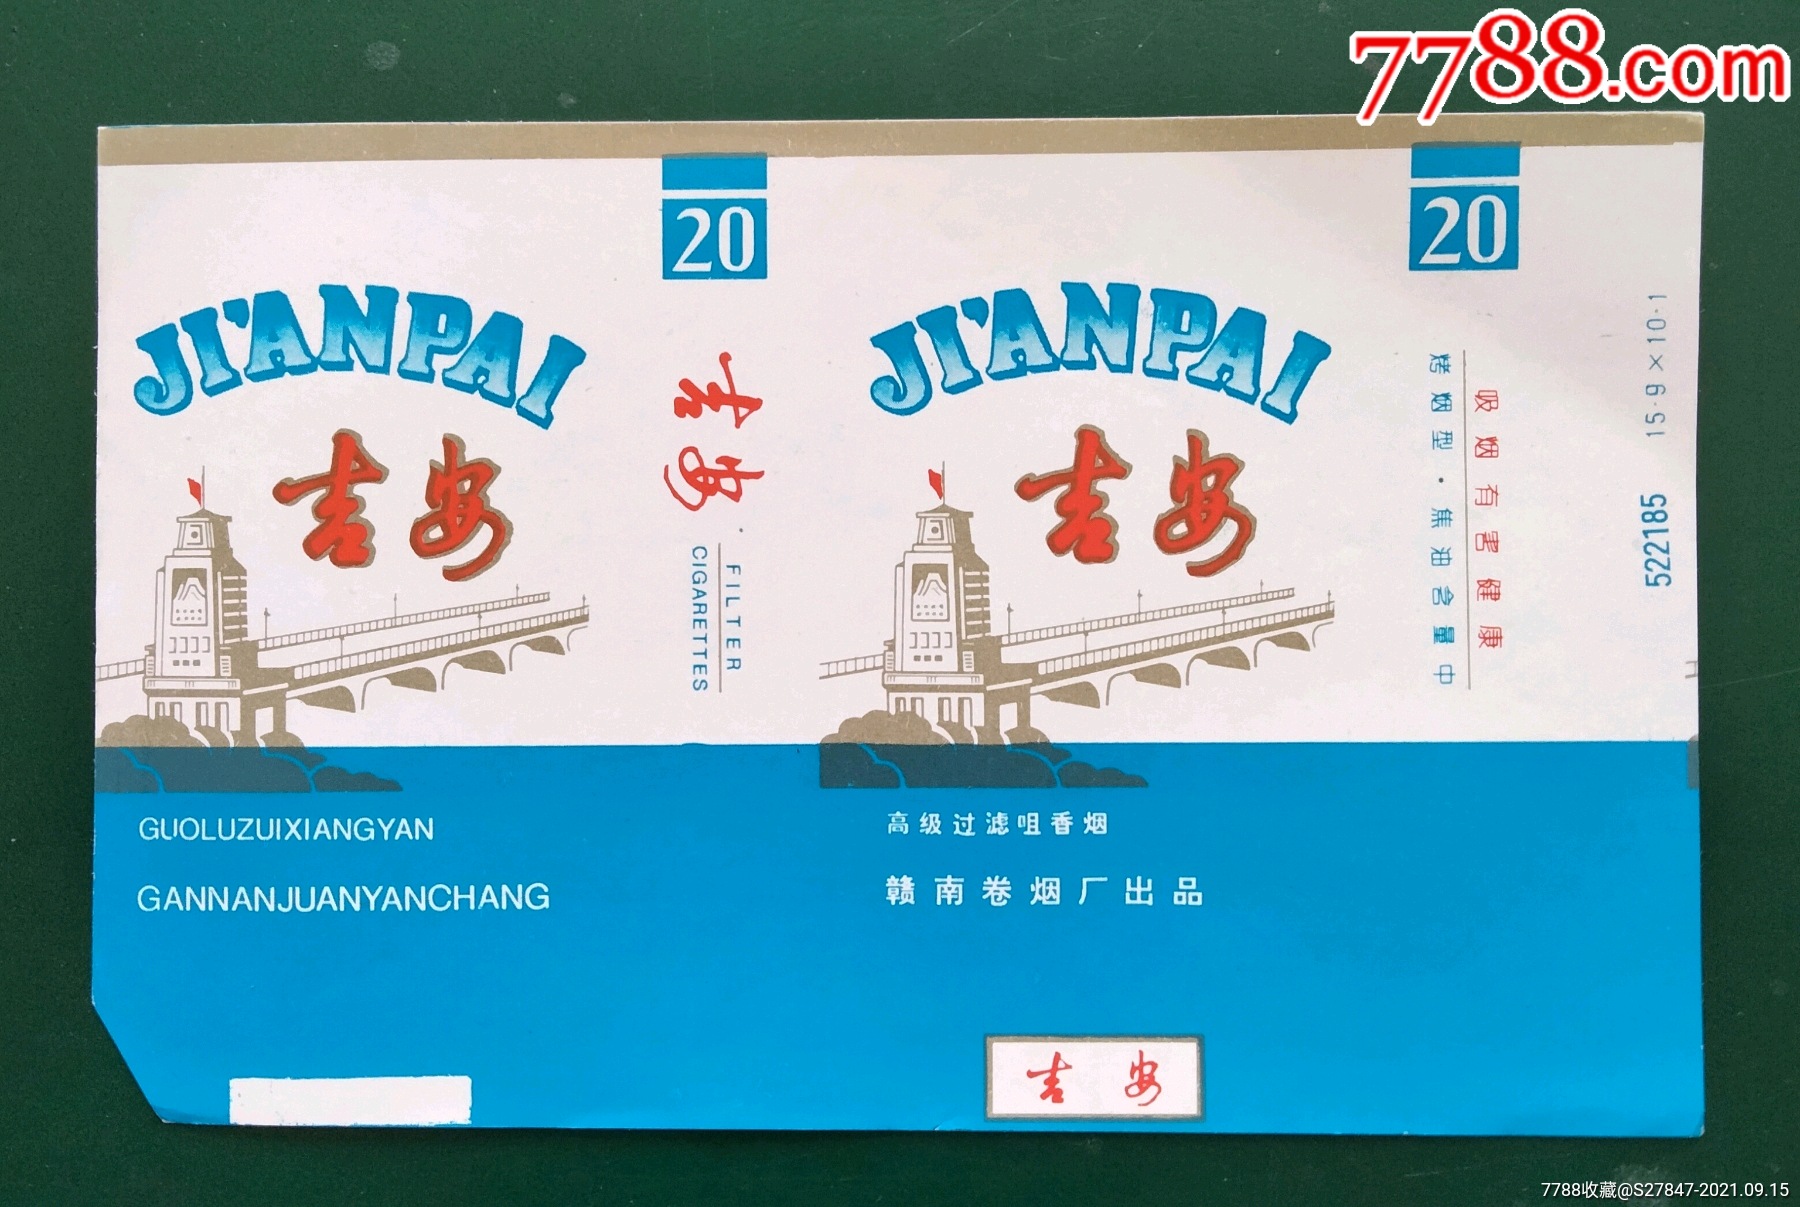 7788.com
20
20
JI'ANPAI
JI'ANPAI
吉安
吉安·
FILTER
CIGARETTES
吉安
吸烟有害健康
烤烟型·焦油含量中
15·9×10·1
522185
GUOLUZUIXIANGYAN
GANNANJUANYANCHANG
高级过滤咀香烟
赣南卷烟厂出品
吉安
7788收藏@S27847-2021.09.15